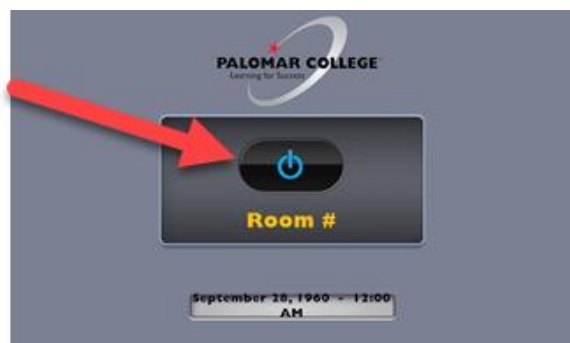 PALOMAR COLLEGE
Learning for Success
Room #
September 28, 1960 - 12:00
AM